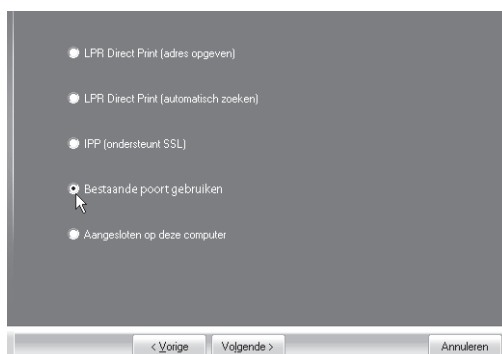 LPR Direct Print (adres opgeven)
LPR Direct Print (automatisch zoeken)
IPP (ondersteunt SSL)
Bestaande poort gebruiken
Aangesloten op deze computer
< Vorige
Volgende >
Annuleren